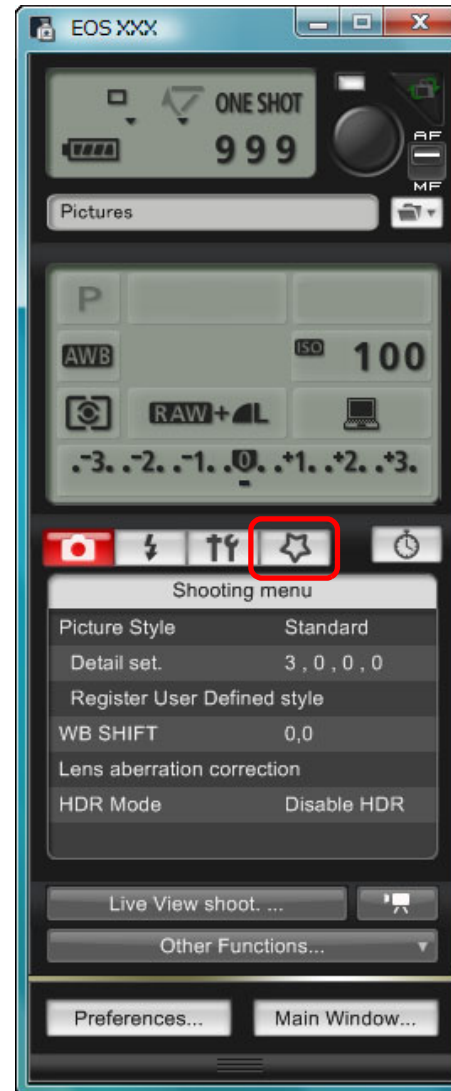 EOS XXX
ONE SHOT
999
AF
MF
Pictures
P
AWB
ISO 100
RAW+L
.-3. .-2. .-1. .0. .+1. .+2. .+3.
Shooting menu
Picture Style Standard
Detail set. 3 , 0 , 0 , 0
Register User Defined style
WB SHIFT 0,0
Lens aberration correction
HDR Mode Disable HDR
Live View shoot. ...
Other Functions...
Preferences... Main Window...